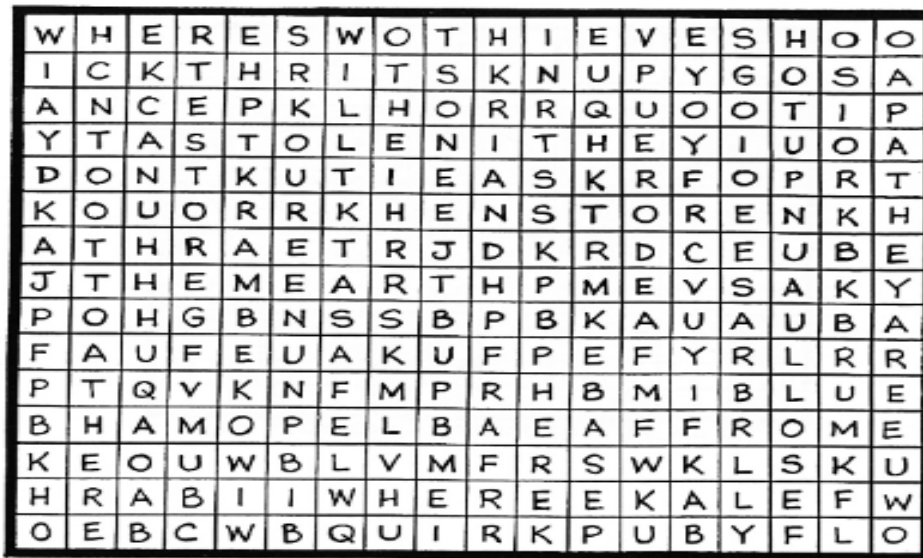 W H E R E S W O T H I E V E S H O O
I C K T H R I T S K N U P Y G O S A
A N C E P K L H O R R Q U O O T I P
Y T A S T O L E N I T H E Y I U O A
D O N T K U T I E A S K R F O P R T
K O U O R R K H E N S T O R E N K H
A T H R A E T R J D K R D C E U B E
J T H E M E A R T H P M E V S A K Y
P O H G B N S S B P B K A U A U B A
F A U F E U A K U F P E F Y R L R R
P T Q V K N F M P R H B M I B L U E
B H A M O P E L B A E A F F R O M E
K E O U W B L V M F R S W K L S K U
H R A B I I W H E R E E K A L E F W
O E B C W B Q U I R K P U B Y F L O